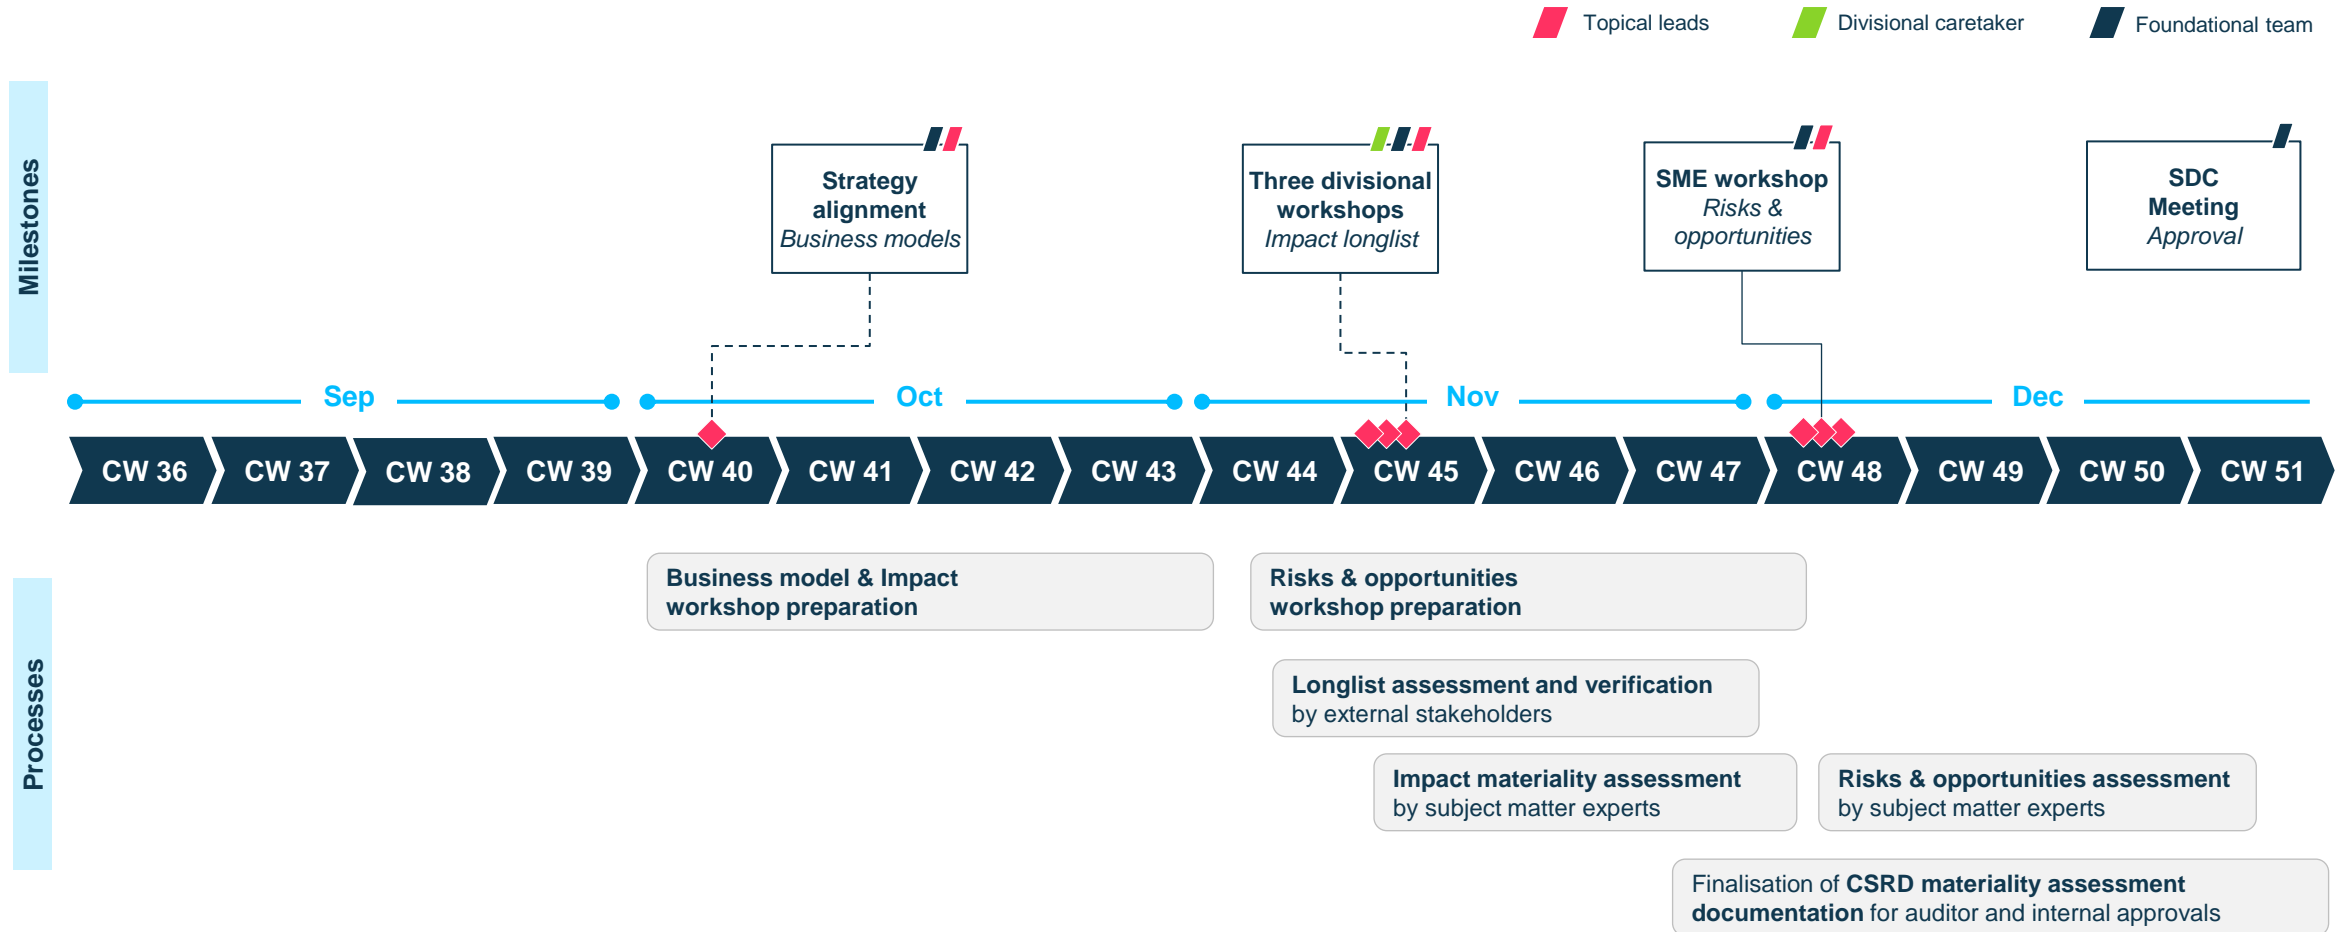 Topical leads
Divisional caretaker
Foundational team
Milestones
Strategy
alignment
Business models
Three divisional
workshops
Impact longlist
SME workshop
Risks &
opportunities
SDC
Meeting
Approval
Sep
Oct
Nov
Dec
CW 36
CW 37
CW 38
CW 39
CW 40
CW 41
CW 42
CW 43
CW 44
CW 45
CW 46
CW 47
CW 48
CW 49
CW 50
CW 51
Processes
Business model & Impact
workshop preparation
Risks & opportunities
workshop preparation
Longlist assessment and verification
by external stakeholders
Impact materiality assessment
by subject matter experts
Risks & opportunities assessment
by subject matter experts
Finalisation of CSRD materiality assessment
documentation for auditor and internal approvals